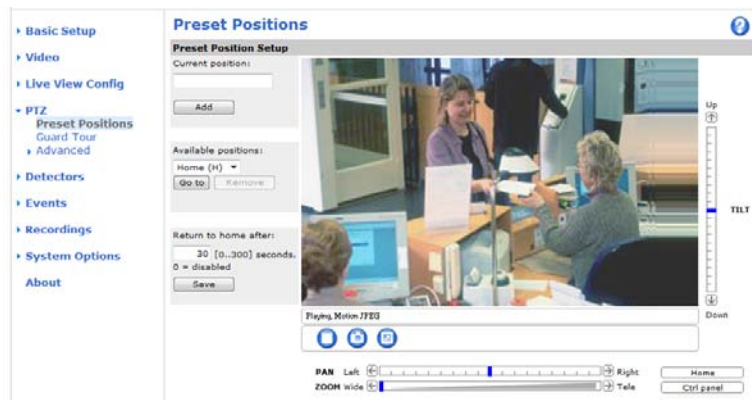 Basic Setup
Video
Live View Config
PTZ
Preset Positions
Guard Tour
Advanced
Detectors
Events
Recordings
System Options
About
Preset Positions
?
Preset Position Setup
Current position:
Add
Available positions:
Home (H)
Go to Remove
Return to home after:
30 [0..300] seconds.
0 = disabled
Save
Playing, Motion JPEG
Up
TILT
Down
PAN Left Right Home
ZOOM Wide Tele Ctrl panel